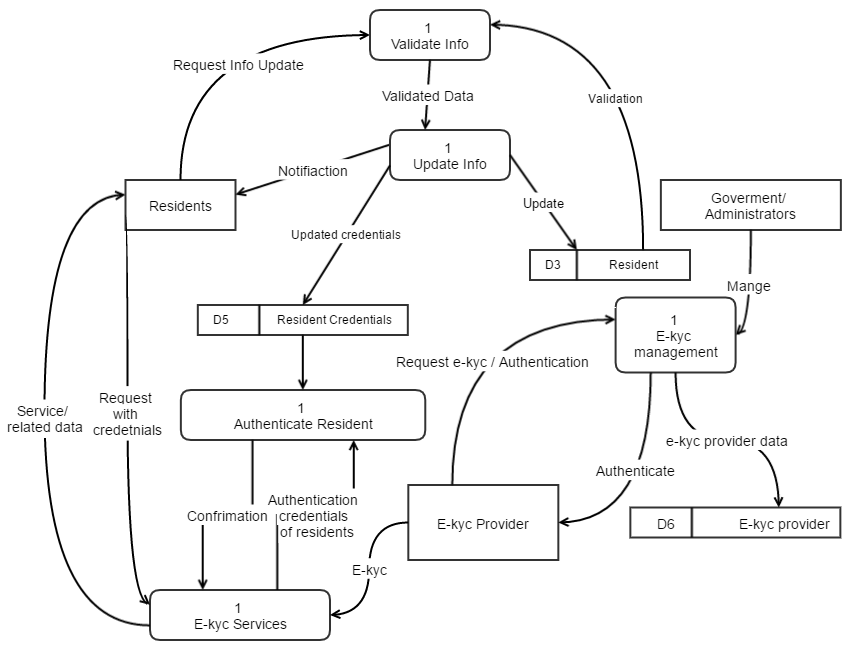 1
Validate Info
Request Info Update
Validated Data
Validation
1
Update Info
Notifiaction
Residents
Update
Goverment/
Administrators
Updated credentials
D3
Resident
Mange
D5
Resident Credentials
1
E-kyc
management
Request e-kyc / Authentication
Service/
related data
Request
with
credetnials
1
Authenticate Resident
e-kyc provider data
Authenticate
Confrimation
Authentication
credentials
of residents
E-kyc Provider
D6
E-kyc provider
E-kyc
1
E-kyc Services